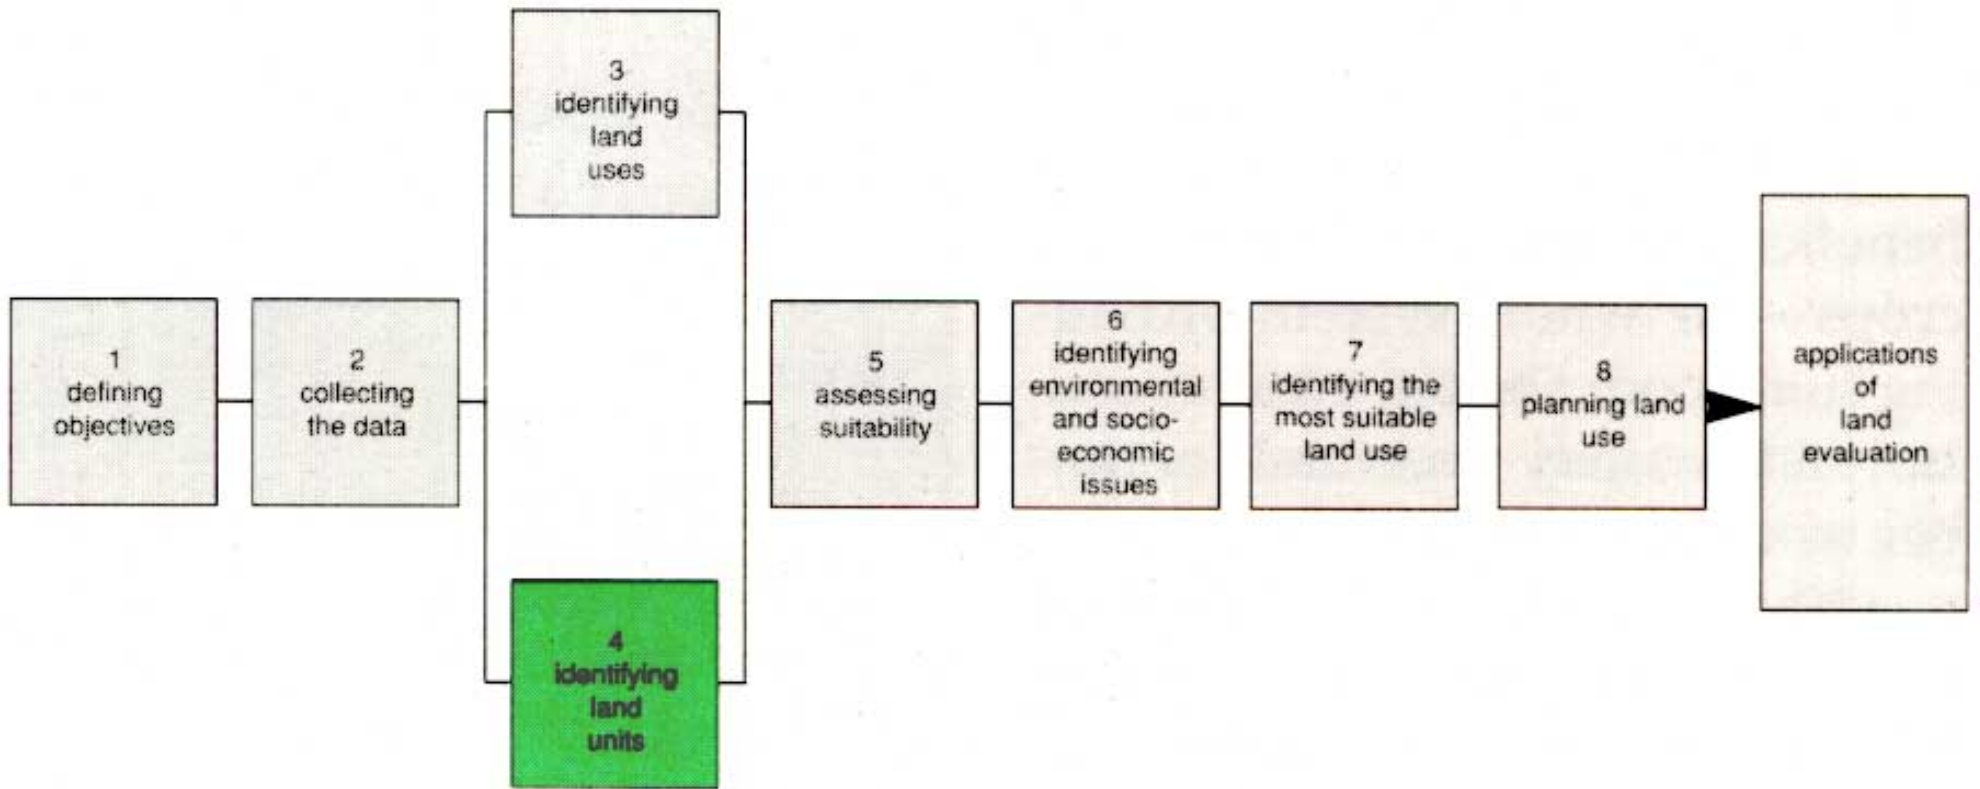 3
identifying
land
uses
1
defining
objectives
2
collecting
the data
4
identifying
land
units
5
assessing
suitability
6
identifying
environmental
and socio-
economic
issues
7
identifying the
most suitable
land use
8
planning land
use
applications
of
land
evaluation